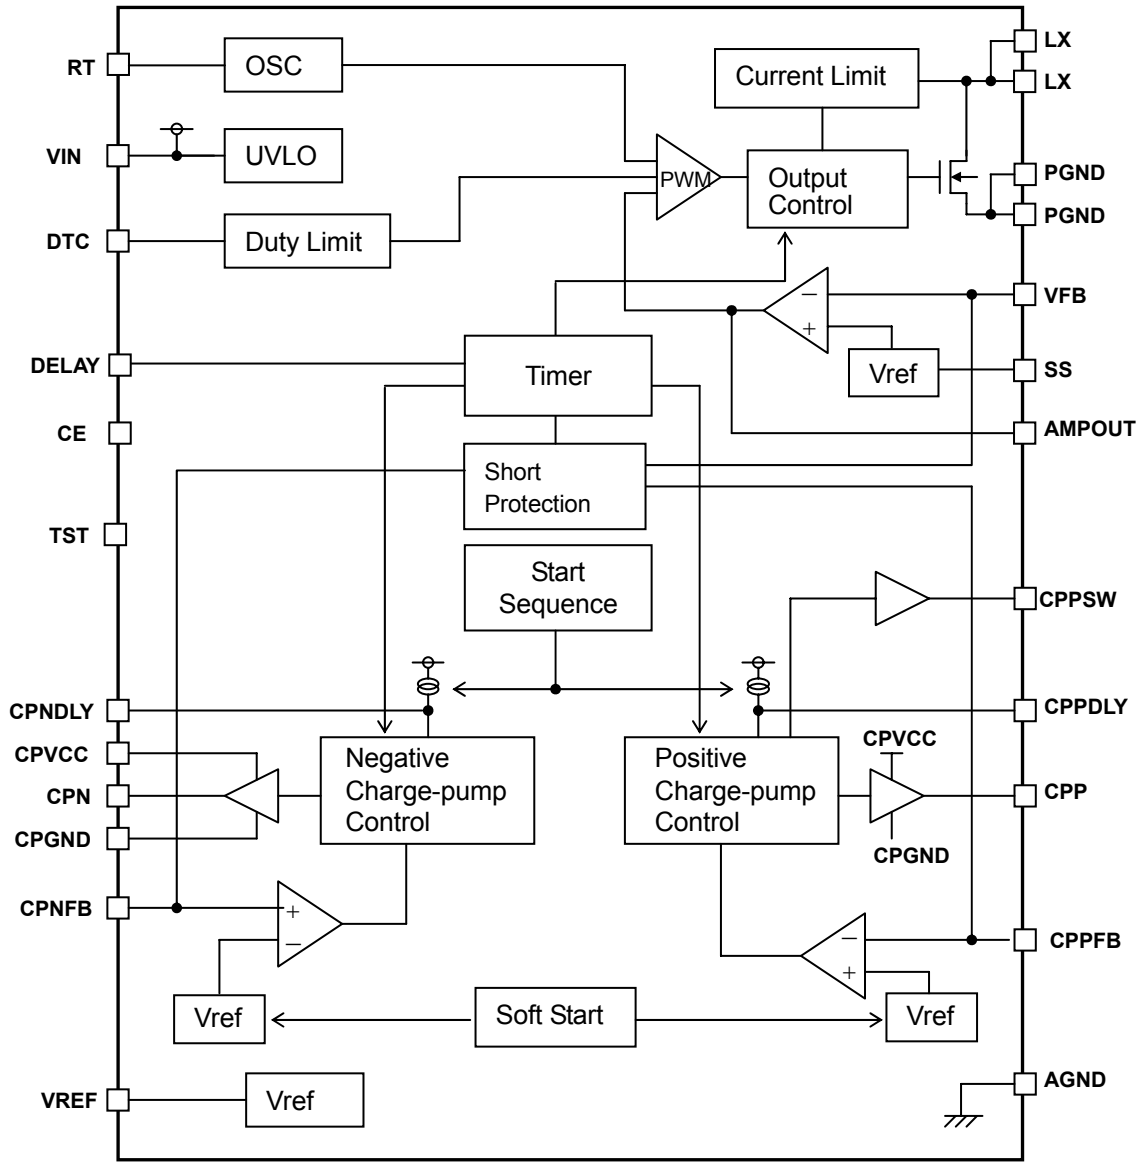 LX
RT
OSC
Current Limit
LX
VIN
UVLO
PWM
Output
Control
PGND
PGND
DTC
Duty Limit
−
+
VFB
DELAY
Timer
Vref
SS
CE
AMPOUT
Short
Protection
TST
Start
Sequence
CPPSW
CPNDLY
CPPDLY
CPVCC
CPN
CPGND
Negative
Charge-pump
Control
Positive
Charge-pump
Control
CPVCC
CPP
CPGND
CPNFB
+
−
−
+
CPPFB
Vref
Soft Start
Vref
VREF
Vref
AGND